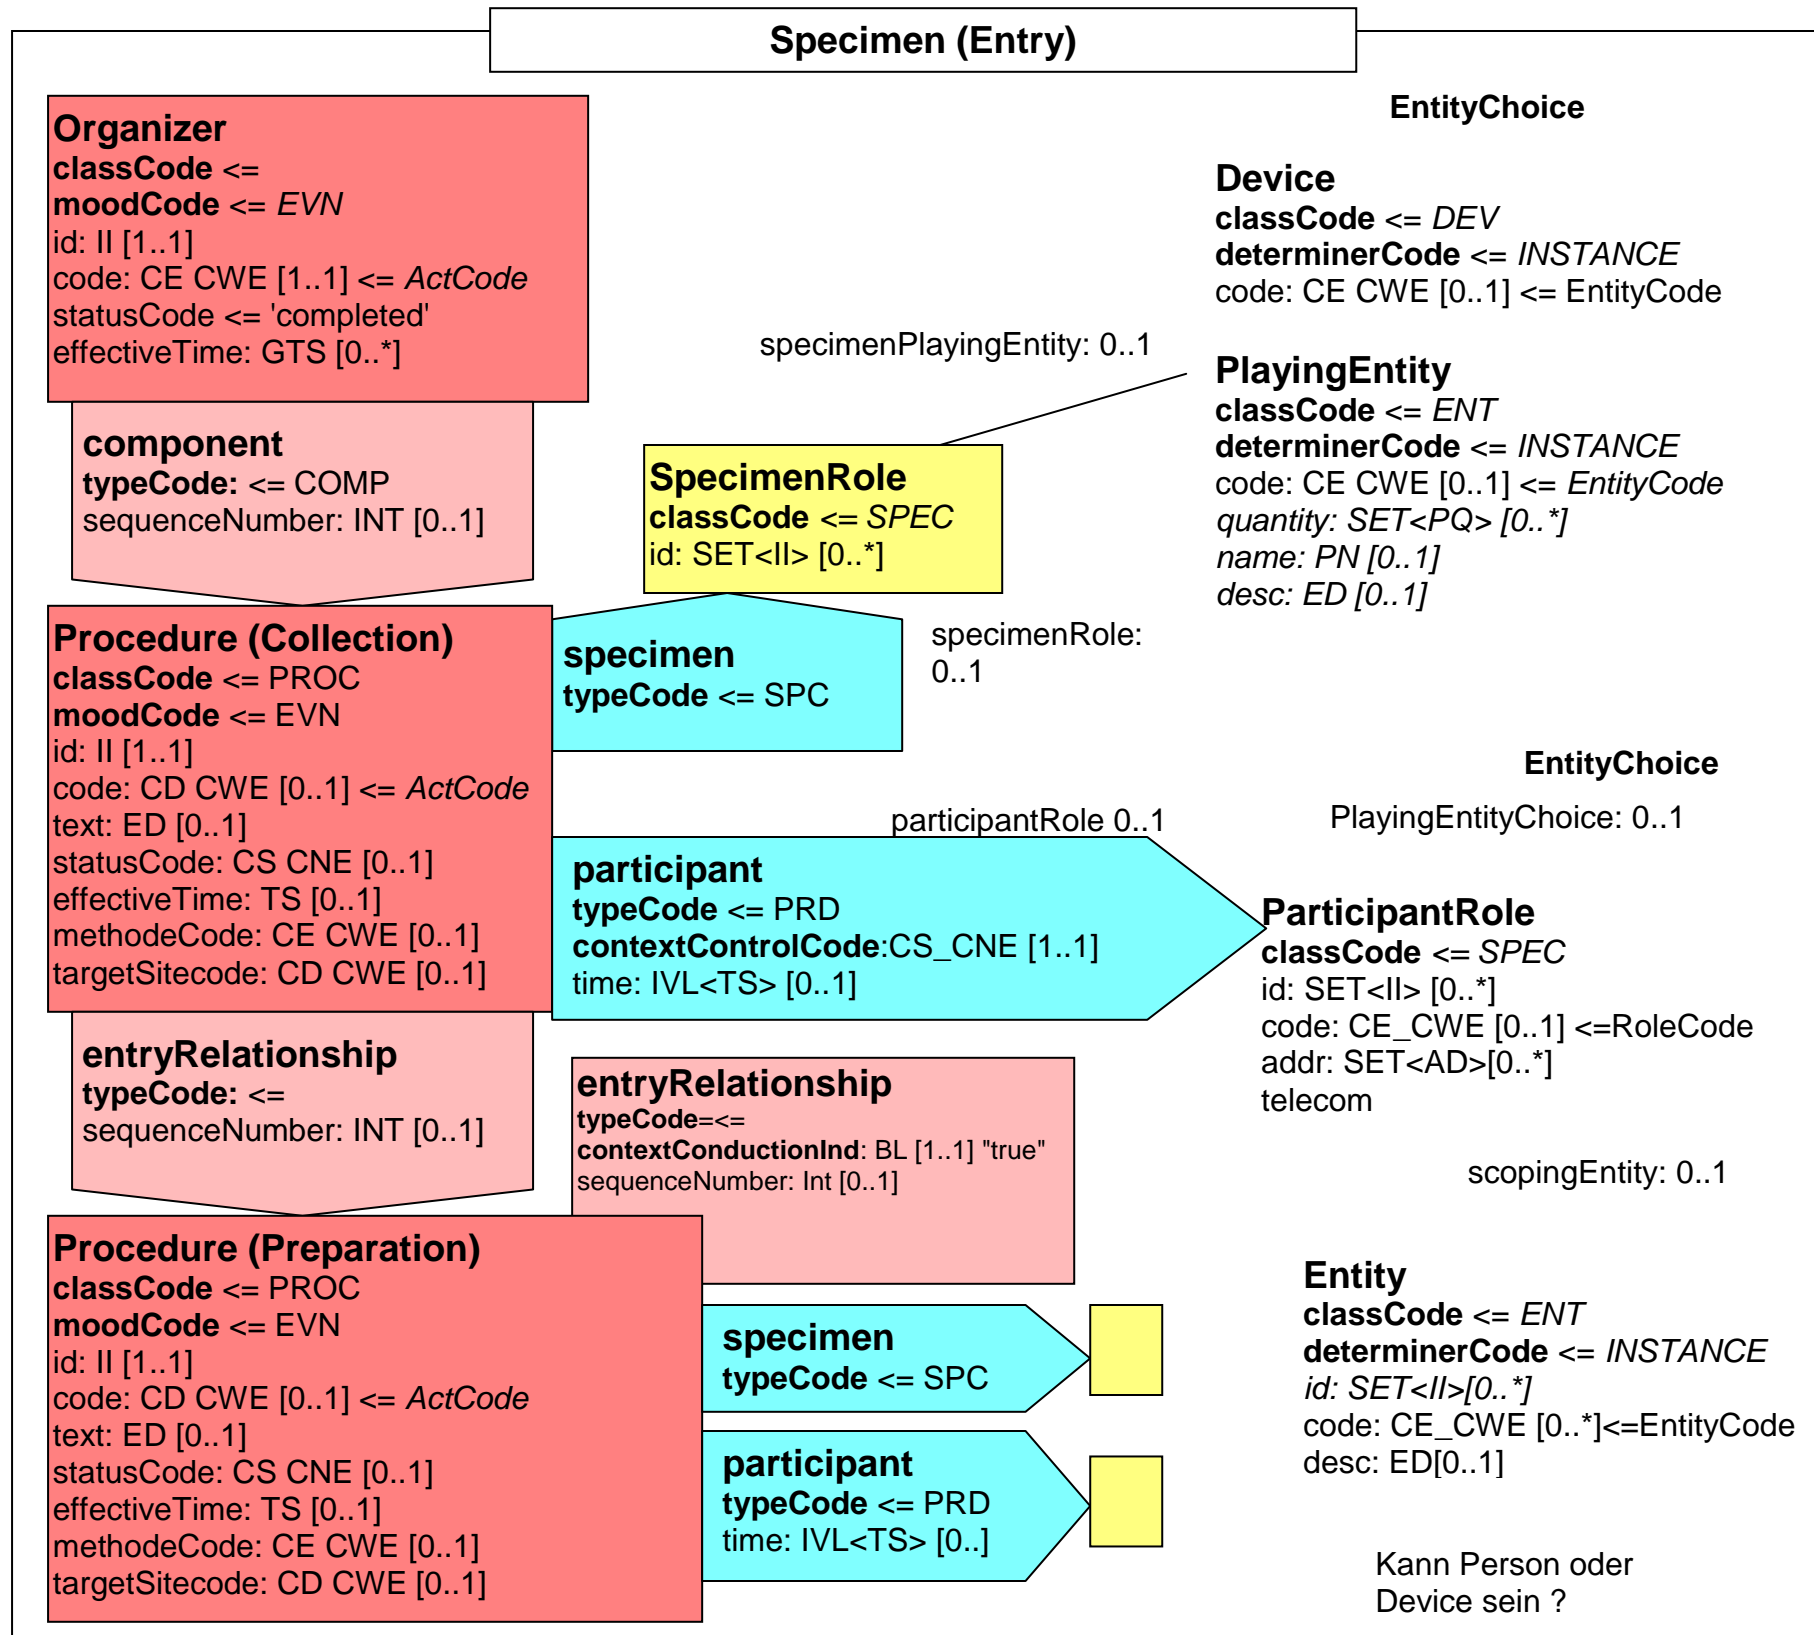 Specimen (Entry)
Organizer
classCode <=
moodCode <= EVN
id: II [1..1]
code: CE CWE [1..1] <= ActCode
statusCode <= 'completed'
effectiveTime: GTS [0..*]
component
typeCode: <= COMP
sequenceNumber: INT [0..1]
Procedure (Collection)
classCode <= PROC
moodCode <= EVN
id: II [1..1]
code: CD CWE [0..1] <= ActCode
text: ED [0..1]
statusCode: CS CNE [0..1]
effectiveTime: TS [0..1]
methodeCode: CE CWE [0..1]
targetSitecode: CD CWE [0..1]
entryRelationship
typeCode: <=
sequenceNumber: INT [0..1]
Procedure (Preparation)
classCode <= PROC
moodCode <= EVN
id: II [1..1]
code: CD CWE [0..1] <= ActCode
text: ED [0..1]
statusCode: CS CNE [0..1]
effectiveTime: TS [0..1]
methodeCode: CE CWE [0..1]
targetSitecode: CD CWE [0..1]
specimenPlayingEntity: 0..1
SpecimenRole
classCode <= SPEC
id: SET<II> [0..*]
specimen
typeCode <= SPC
specimenRole:
0..1
participantRole 0..1
participant
typeCode <= PRD
contextControlCode:CS_CNE [1..1]
time: IVL<TS> [0..1]
entryRelationship
typeCode=<=
contextConductionInd: BL [1..1] "true"
sequenceNumber: Int [0..1]
specimen
typeCode <= SPC
participant
typeCode <= PRD
time: IVL<TS> [0..]
EntityChoice
Device
classCode <= DEV
determinerCode <= INSTANCE
code: CE CWE [0..1] <= EntityCode
PlayingEntity
classCode <= ENT
determinerCode <= INSTANCE
code: CE CWE [0..1] <= EntityCode
quantity: SET<PQ> [0..*]
name: PN [0..1]
desc: ED [0..1]
EntityChoice
PlayingEntityChoice: 0..1
ParticipantRole
classCode <= SPEC
id: SET<II> [0..*]
code: CE_CWE [0..1] <=RoleCode
addr: SET<AD>[0..*]
telecom
scopingEntity: 0..1
Entity
classCode <= ENT
determinerCode <= INSTANCE
id: SET<II>[0..*]
code: CE_CWE [0..*]<=EntityCode
desc: ED[0..1]
Kann Person oder
Device sein ?